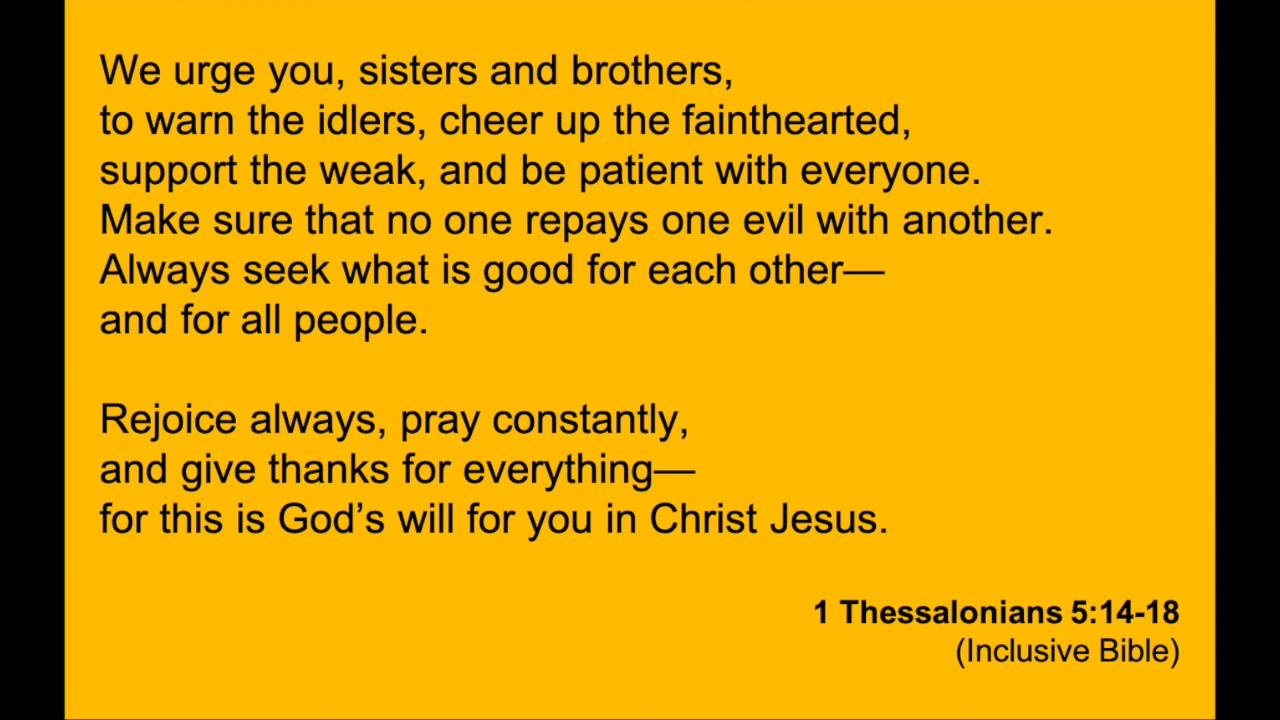 We urge you, sisters and brothers,
to warn the idlers, cheer up the fainthearted,
support the weak, and be patient with everyone.
Make sure that no one repays one evil with another.
Always seek what is good for each other—
and for all people.
Rejoice always, pray constantly,
and give thanks for everything—
for this is God’s will for you in Christ Jesus.
1 Thessalonians 5:14-18
(Inclusive Bible)